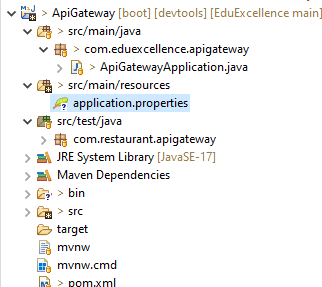 > ApiGateway [boot] [devtools] [EduExcellence main]
> src/main/java
> com.eduexcellence.apigateway
> ApiGatewayApplication.java
> src/main/resources
application.properties
src/test/java
com.restaurant.apigateway
JRE System Library [JavaSE-17]
Maven Dependencies
> bin
> src
target
mvnw
mvnw.cmd
> pom.xml